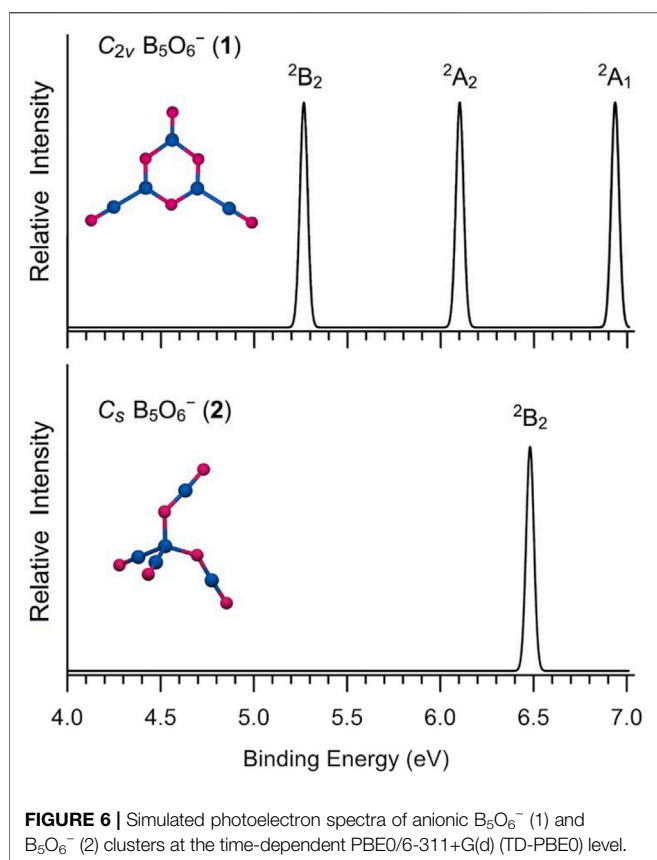 C₂ᵥ B₅O₆⁻ (1)
²B₂
²A₂
²A₁
Relative Intensity
C_s B₅O₆⁻ (2)
²B₂
Relative Intensity
4.0 4.5 5.0 5.5 6.0 6.5 7.0
Binding Energy (eV)
FIGURE 6 | Simulated photoelectron spectra of anionic B₅O₆⁻ (1) and
B₅O₆⁻ (2) clusters at the time-dependent PBE0/6-311+G(d) (TD-PBE0) level.